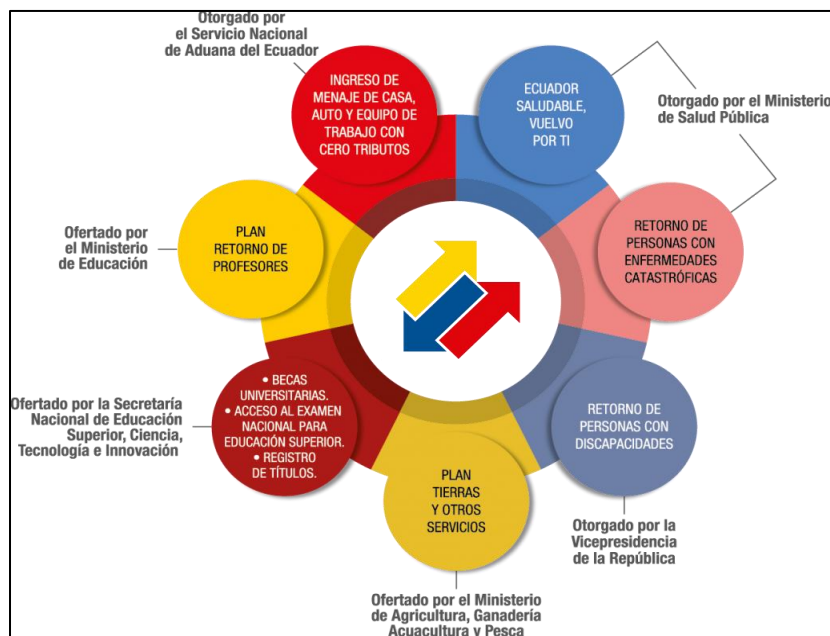 Otorgado por
el Servicio Nacional
de Aduana del Ecuador
INGRESO DE
MENAJE DE CASA,
AUTO Y EQUIPO DE
TRABAJO CON
CERO TRIBUTOS
ECUADOR
SALUDABLE,
VUELVO
POR TI
Otorgado por el Ministerio
de Salud Pública
RETORNO DE
PERSONAS CON
ENFERMEDADES
CATASTRÓFICAS
RETORNO DE
PERSONAS CON
DISCAPACIDADES
Otorgado por la
Vicepresidencia
de la República
PLAN
TIERRAS
Y OTROS
SERVICIOS
Ofertado por el Ministerio
de Agricultura, Ganadería
Acuacultura y Pesca
• BECAS
UNIVERSITARIAS.
• ACCESO AL EXAMEN
NACIONAL PARA
EDUCACIÓN SUPERIOR.
• REGISTRO
DE TÍTULOS.
Ofertado por la Secretaría
Nacional de Educación
Superior, Ciencia,
Tecnología e Innovación
PLAN
RETORNO DE
PROFESORES
Ofertado por
el Ministerio
de Educación